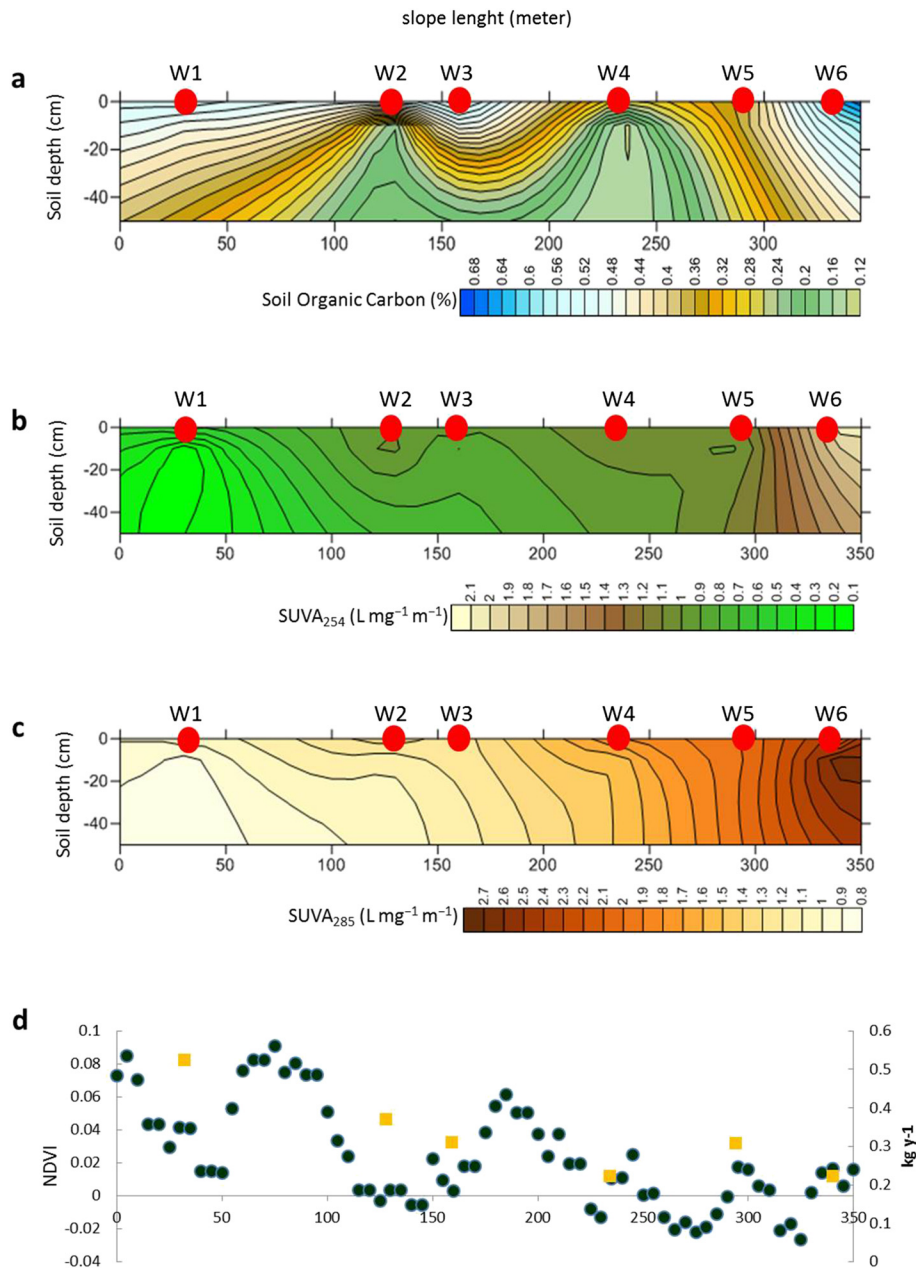 slope lenght (meter)
a
W1 W2 W3 W4 W5 W6
Soil depth (cm)
0
-20
-40
0 50 100 150 200 250 300
Soil Organic Carbon (%)
0.68 0.64 0.6 0.56 0.52 0.48 0.44 0.4 0.36 0.32 0.28 0.24 0.2 0.16 0.12
b
W1 W2 W3 W4 W5 W6
Soil depth (cm)
0
-20
-40
0 50 100 150 200 250 300 350
SUVA254 (L mg−1 m−1)
2.1 2 1.9 1.8 1.7 1.6 1.5 1.4 1.3 1.2 1.1 1 0.9 0.8 0.7 0.6 0.5 0.4 0.3 0.2 0.1
c
W1 W2 W3 W4 W5 W6
Soil depth (cm)
0
-20
-40
0 50 100 150 200 250 300 350
SUVA285 (L mg−1 m−1)
2.7 2.6 2.5 2.4 2.3 2.2 2.1 2 1.9 1.8 1.7 1.6 1.5 1.4 1.3 1.2 1.1 1 0.9 0.8
d
NDVI
0.1
0.08
0.06
0.04
0.02
0
-0.02
-0.04
0 50 100 150 200 250 300 350
0.6
0.5
0.4
0.3
0.2
0.1
0
kg y-1